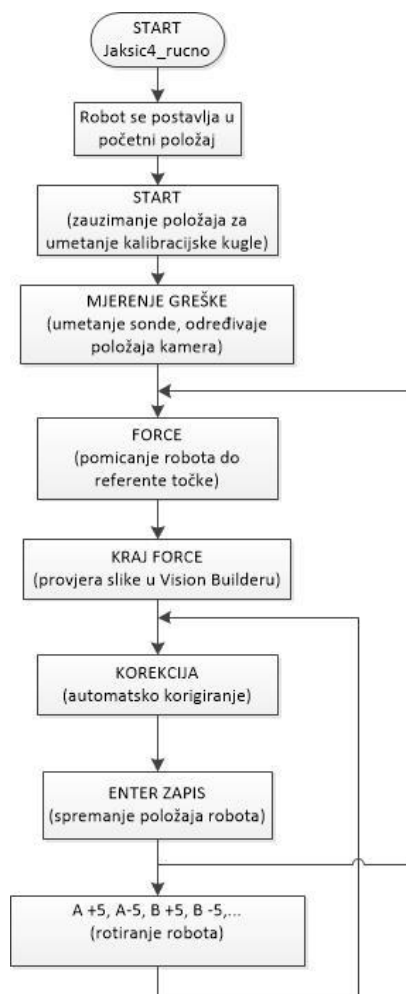 START
Jaksic4_rucno
Robot se postavlja u
početni položaj
START
(zauzimanje položaja za
umetanje kalibracijske kugle)
MJERENJE GREŠKE
(umetanje sonde, određivaje
položaja kamera)
FORCE
(pomicanje robota do
referente točke)
KRAJ FORCE
(provjera slike u Vision Builderu)
KOREKCIJA
(automatsko korigiranje)
ENTER ZAPIS
(spremanje položaja robota)
A +5, A-5, B +5, B -5,...
(rotiranje robota)